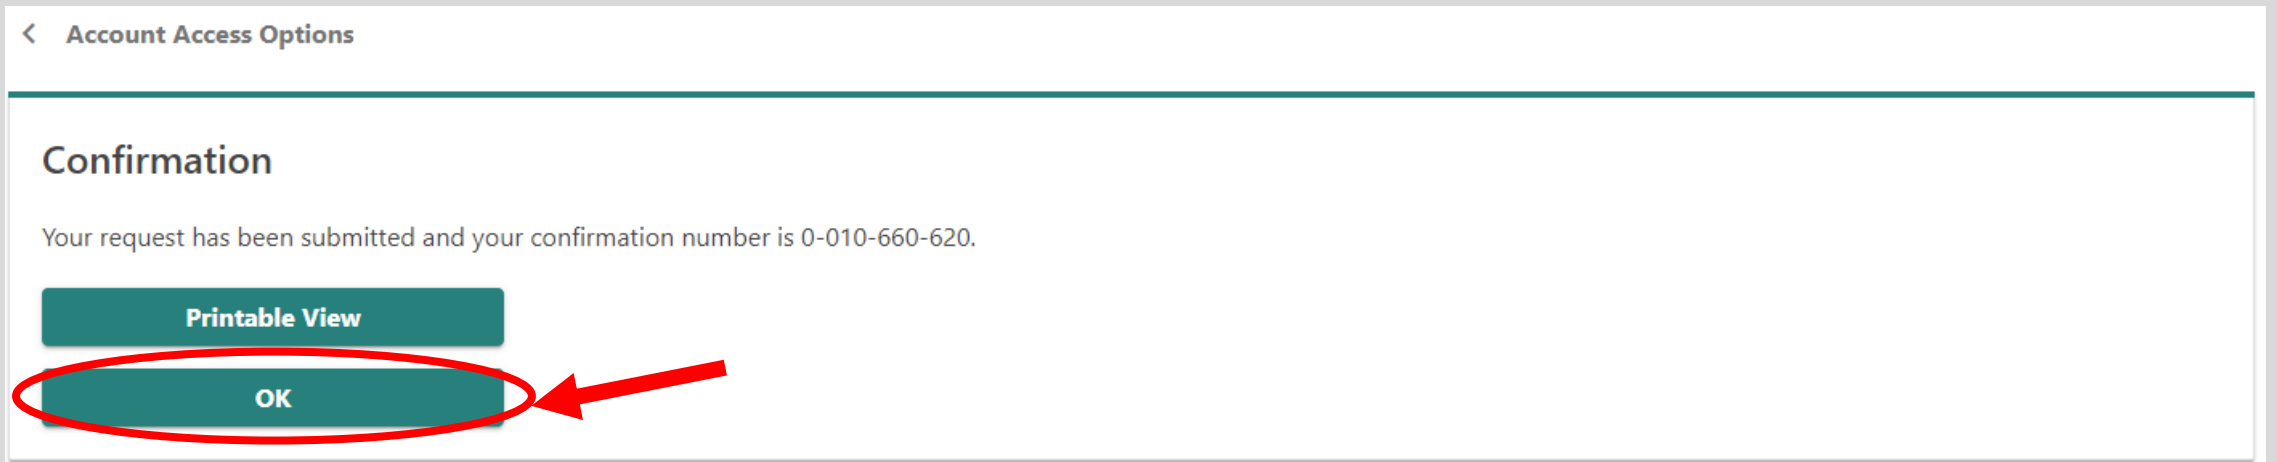 Account Access Options
Confirmation
Your request has been submitted and your confirmation number is 0-010-660-620.
Printable View
OK